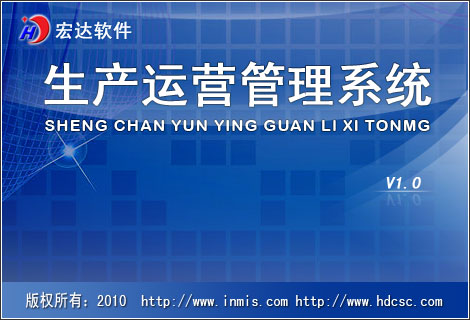 宏达软件
生产运营管理系统
SHENG CHAN YUN YING GUAN LI XI TONMG
V1.0
版权所有：2010 http://www.inmis.com http://www.hdcsc.com